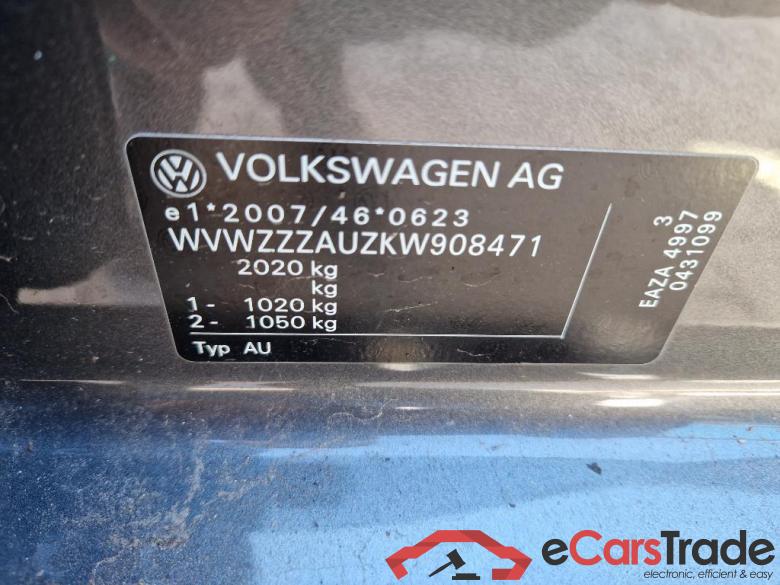 VOLKSWAGEN AG
e1*2007/46*0623
WVWZZZAUZKW908471
2020 kg
kg
1- 1020 kg
2- 1050 kg
Typ AU
3
EAZA 4997
0431099
eCarsTrade
electronic, efficient & easy